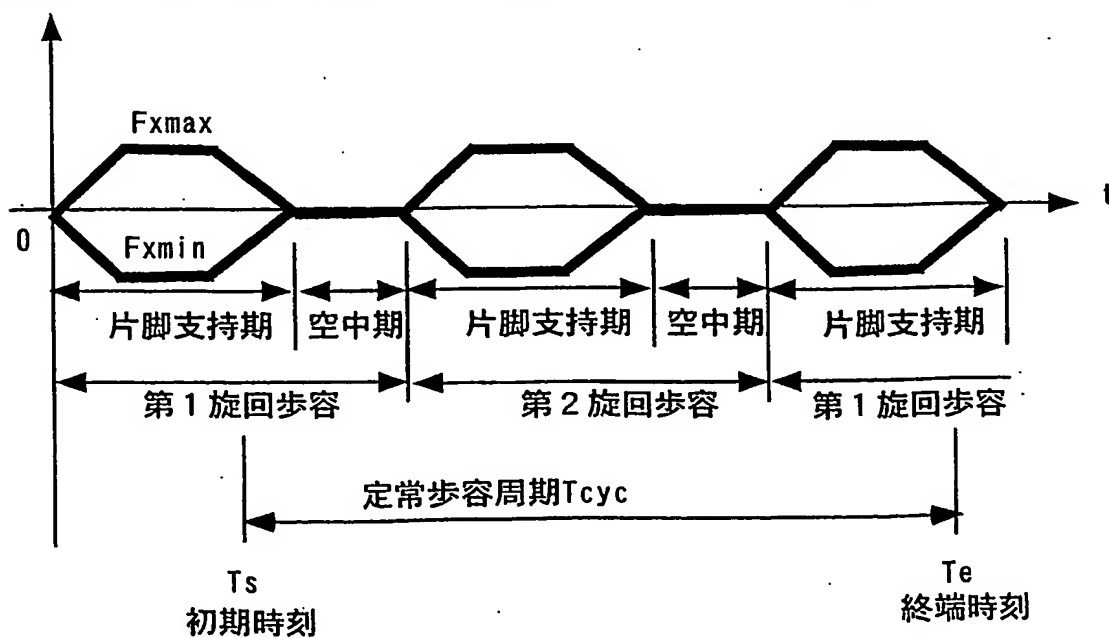 Fxmax
t
0
Fxmin
片脚支持期 空中期 片脚支持期 空中期 片脚支持期
第1旋回歩容 第2旋回歩容 第1旋回歩容
定常歩容周期Tcyc
Ts
初期時刻
Te
終端時刻